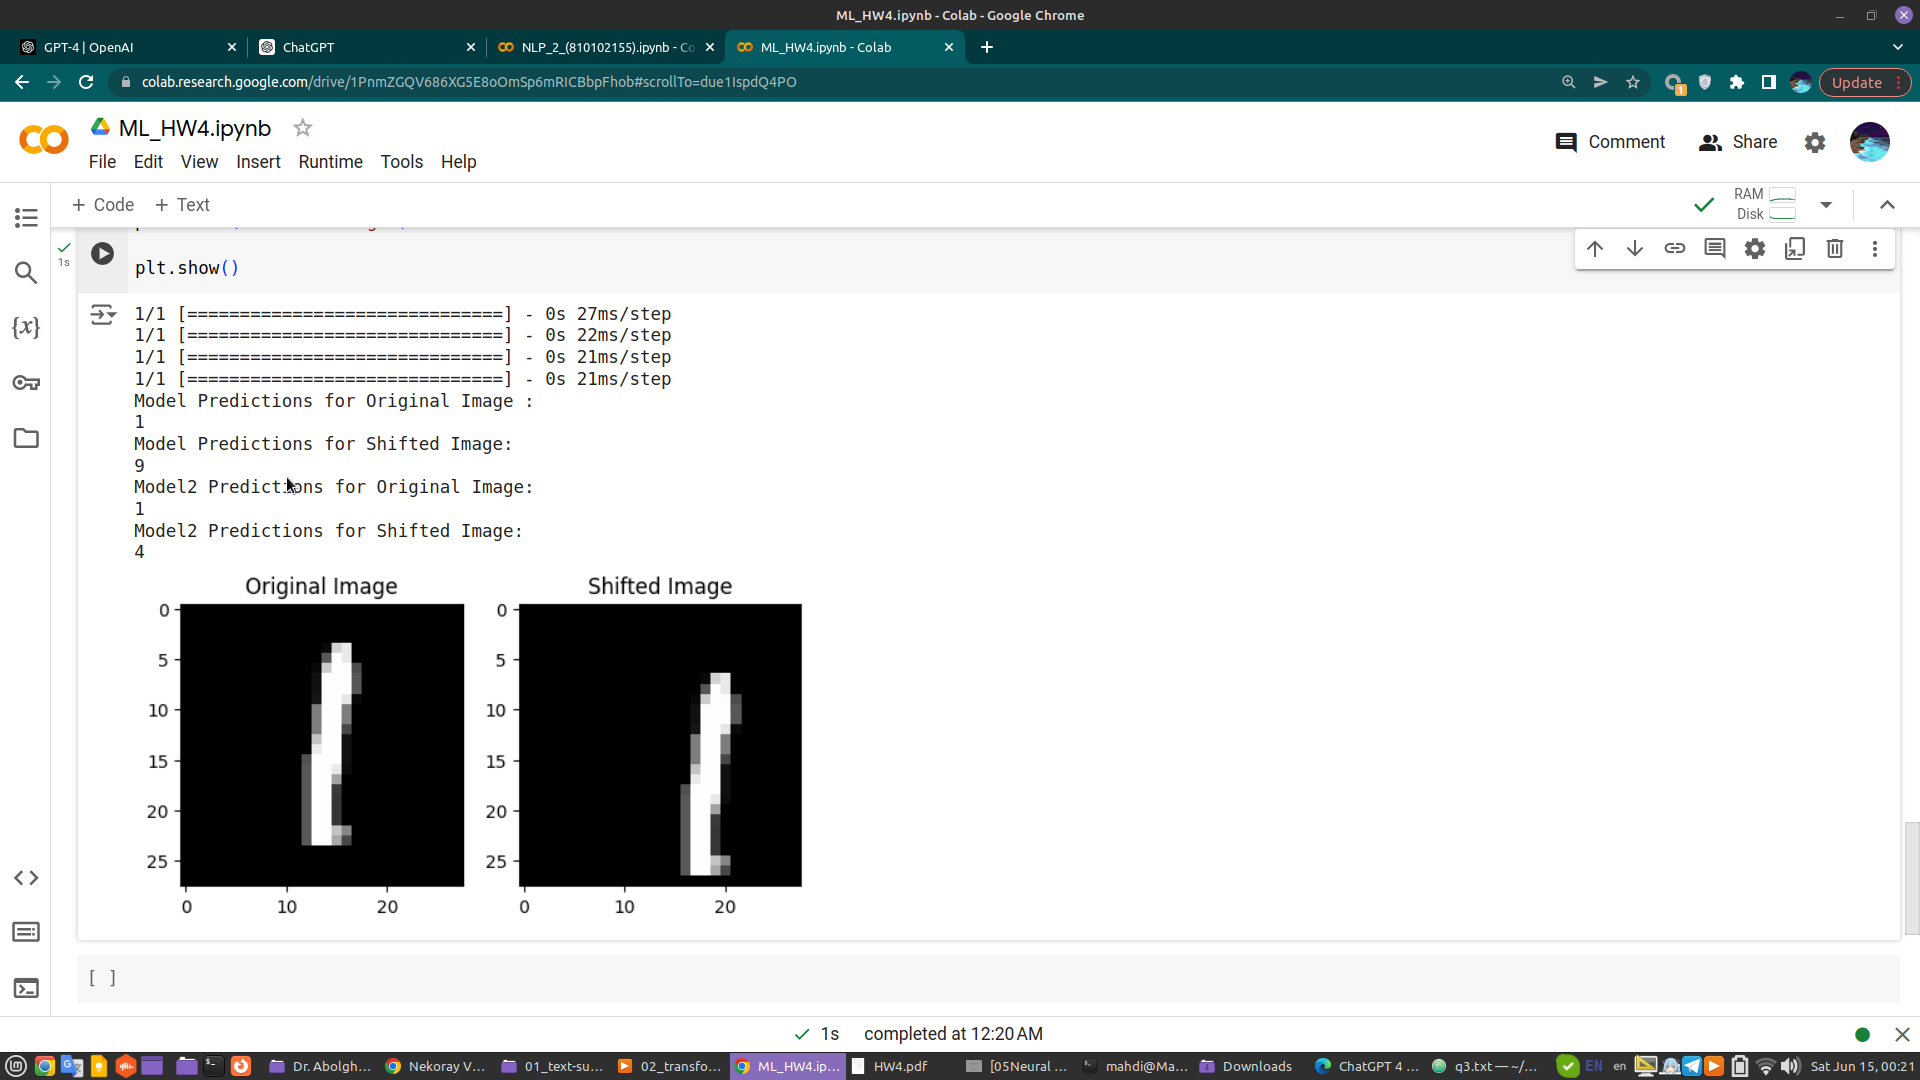 ML_HW4.ipynb - Colab - Google Chrome
GPT-4 | OpenAI
ChatGPT
NLP_2_(810102155).ipynb - Co
ML_HW4.ipynb - Colab
colab.research.google.com/drive/1PnmZGQV686XG5E8oOmSp6mRICBbpFhob#scrollTo=due1IspdQ4PO
1
Update
ML_HW4.ipynb
File Edit View Insert Runtime Tools Help
Comment
Share
+ Code + Text
RAM
Disk
1s
plt.show()
1/1 [==============================] - 0s 27ms/step
1/1 [==============================] - 0s 22ms/step
1/1 [==============================] - 0s 21ms/step
1/1 [==============================] - 0s 21ms/step
Model Predictions for Original Image :
1
Model Predictions for Shifted Image:
9
Model2 Predictions for Original Image:
1
Model2 Predictions for Shifted Image:
4
Original Image
0
5
10
15
20
25
0 10 20
Shifted Image
0
5
10
15
20
25
0 10 20
{x}
[ ]
1s completed at 12:20 AM
Dr. Abolgh...
Nekoray V...
01_text-su...
02_transfo...
ML_HW4.ip...
HW4.pdf
[05Neural ...
mahdi@Ma...
Downloads
ChatGPT 4 ...
q3.txt — ~/...
EN
en
Sat Jun 15, 00:21